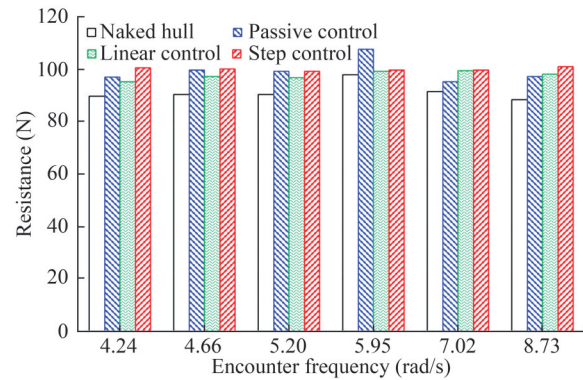 120
100
80
60
40
20
0
Resistance (N)
Naked hull Passive control
Linear control Step control
4.24 4.66 5.20 5.95 7.02 8.73
Encounter frequency (rad/s)